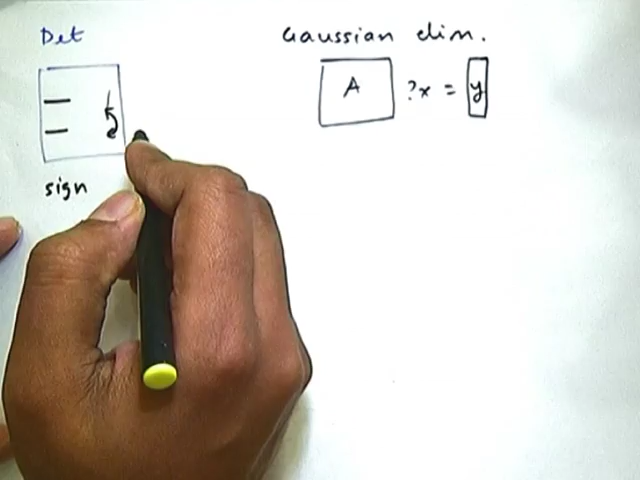 Det
Gaussian elim.
A ?x = y
sign